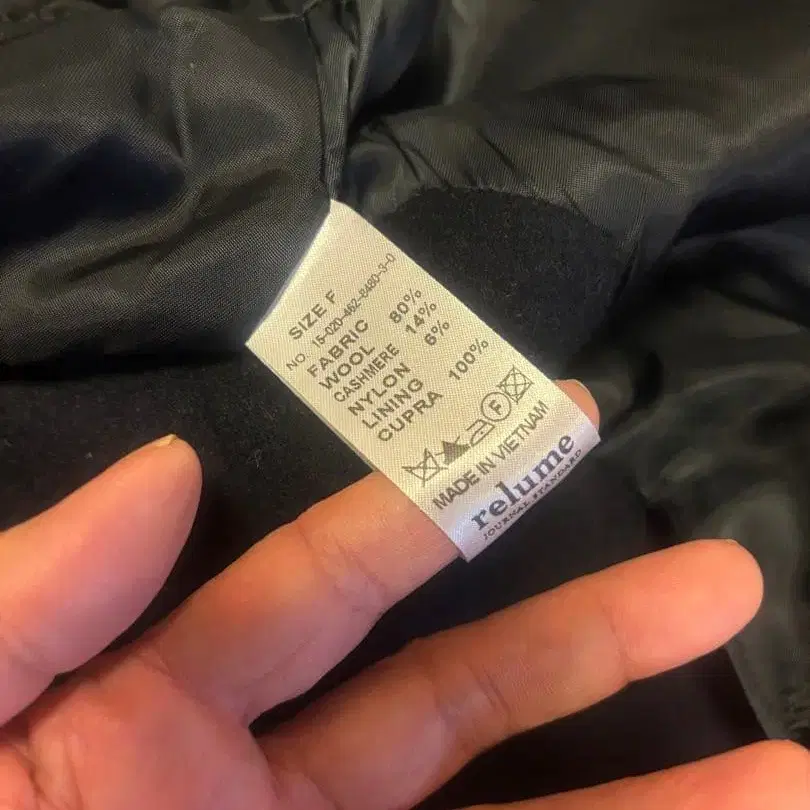 SIZE F
NO. 15-020-462-8480-3-0
FABRIC
WOOL 80%
CASHMERE 14%
NYLON 6%
LINING
CUPRA 100%
F
MADE IN VIETNAM
relume
JOURNAL STANDARD